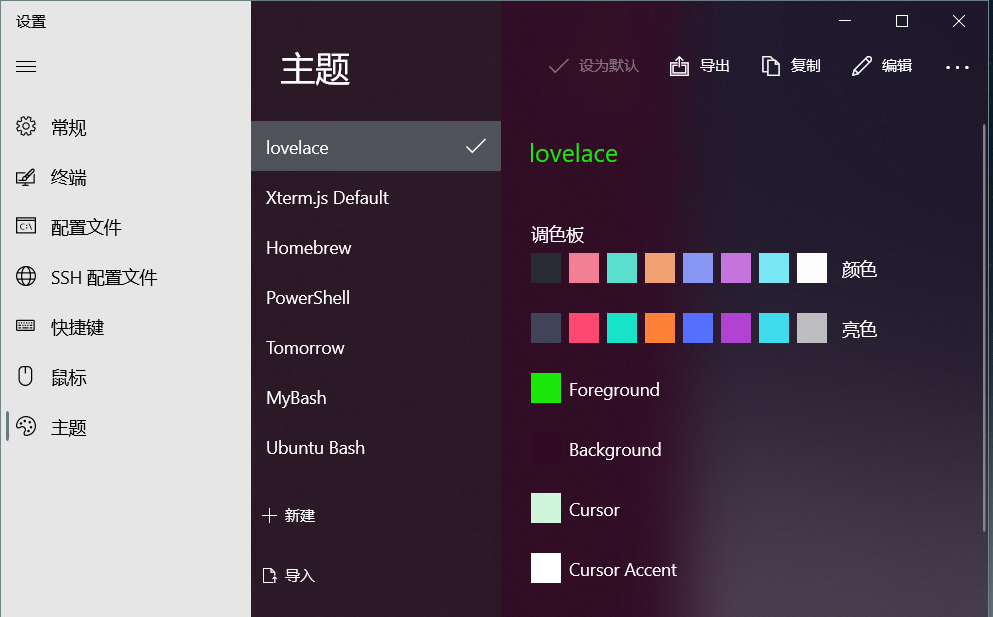 设置
常规
终端
配置文件
SSH 配置文件
快捷键
鼠标
主题
主题
lovelace
Xterm.js Default
Homebrew
PowerShell
Tomorrow
MyBash
Ubuntu Bash
新建
导入
设为默认 导出 复制 编辑 ...
lovelace
调色板
颜色
亮色
Foreground
Background
Cursor
Cursor Accent